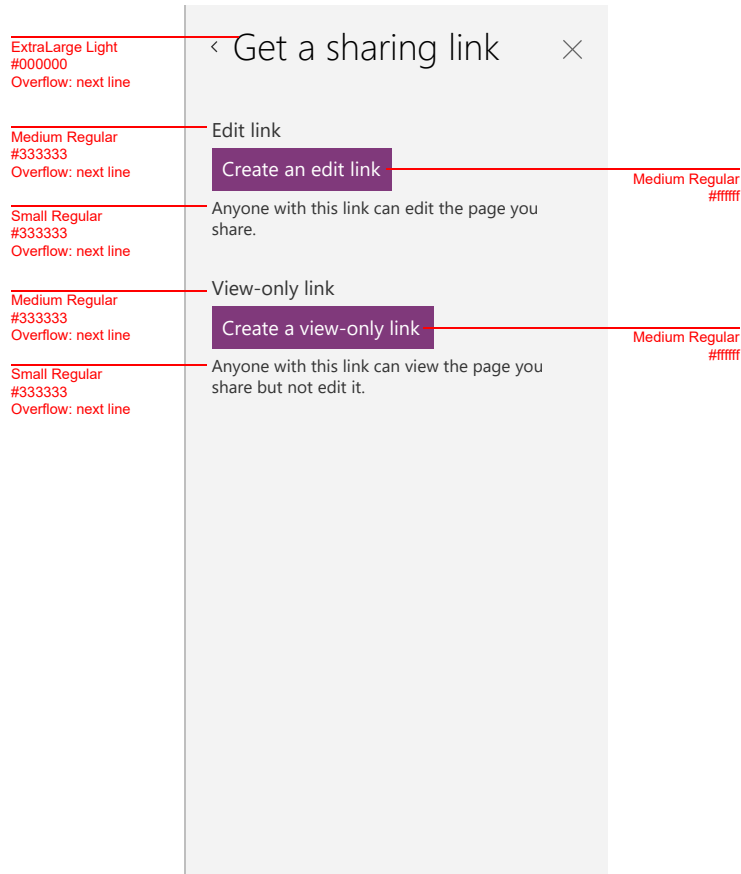 ExtraLarge Light
#000000
Overflow: next line
Get a sharing link
Medium Regular
#333333
Overflow: next line
Edit link
Create an edit link
Medium Regular
#ffffff
Small Regular
#333333
Overflow: next line
Anyone with this link can edit the page you
share.
Medium Regular
#333333
Overflow: next line
View-only link
Create a view-only link
Medium Regular
#ffffff
Small Regular
#333333
Overflow: next line
Anyone with this link can view the page you
share but not edit it.